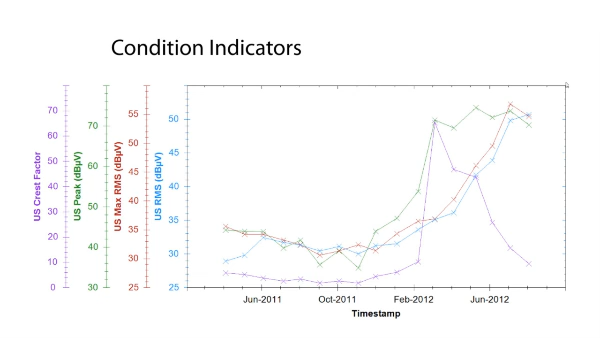 Condition Indicators
US Crest Factor
70
60
50
40
30
20
10
0
US Peak (dBµV)
70
60
50
40
30
US Max RMS (dBµV)
55
50
45
40
35
30
25
US RMS (dBµV)
50
45
40
35
30
25
Jun-2011
Oct-2011
Feb-2012
Jun-2012
Timestamp